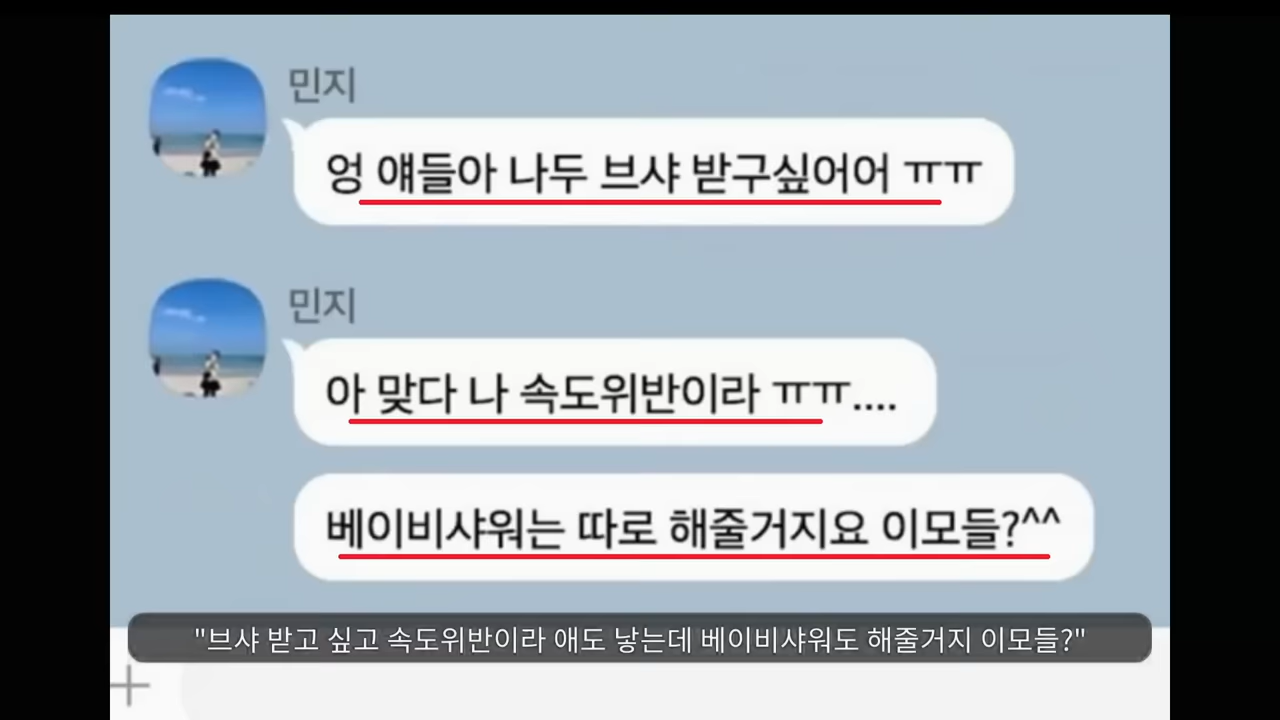 민지
엉 얘들아 나두 브샤 받구싶어어 ㅠㅠ
민지
아 맞다 나 속도위반이라 ㅠㅠ....
베이비샤워는 따로 해줄거지요 이모들?^^
"브샤 받고 싶고 속도위반이라 애도 낳는데 베이비샤워도 해줄거지 이모들?"